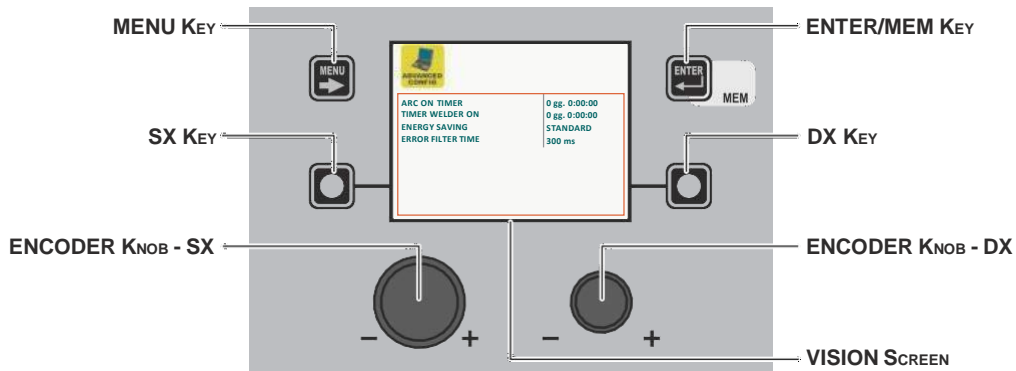 MENU KEY
ENTER/MEM KEY
MENU
ENTER
MEM
ADVANCED
CONFIG
ARC ON TIMER 0 gg. 0:00:00
TIMER WELDER ON 0 gg. 0:00:00
ENERGY SAVING STANDARD
ERROR FILTER TIME 300 ms
SX KEY
DX KEY
ENCODER KNOB - SX
ENCODER KNOB - DX
− +
− +
VISION SCREEN